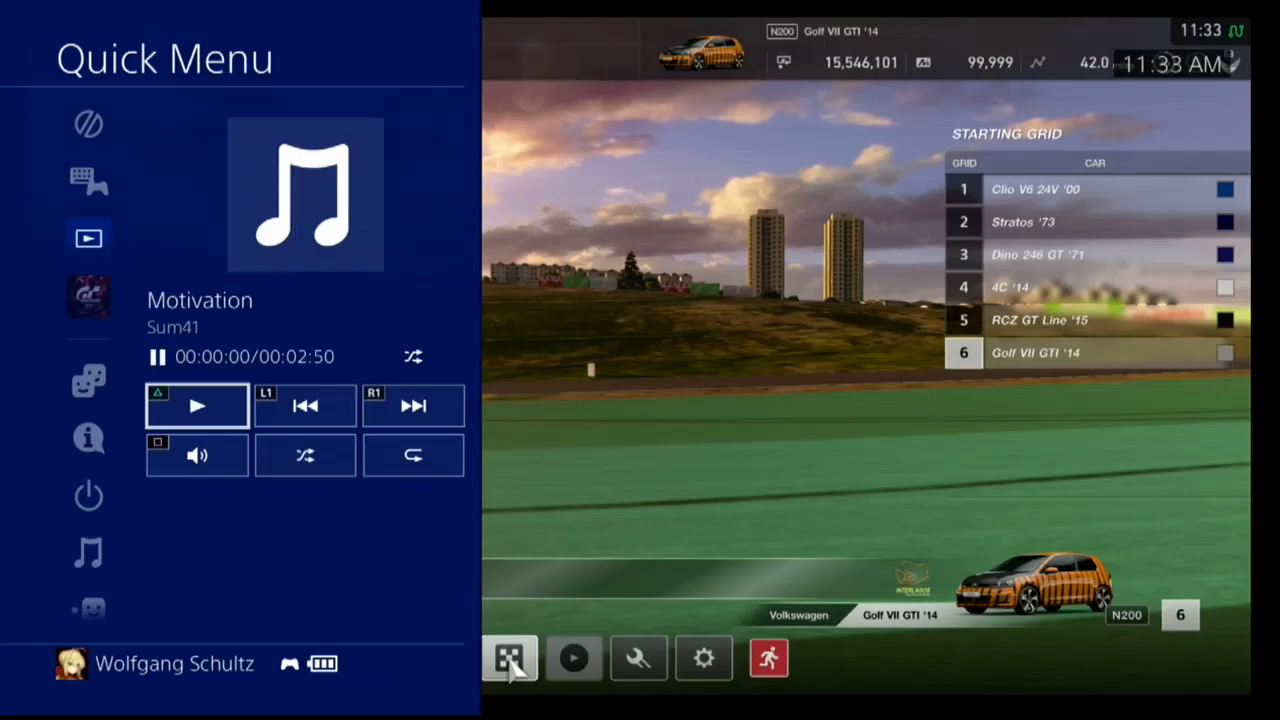 Quick Menu
Motivation
Sum41
00:00:00/00:02:50
L1
R1
Wolfgang Schultz
GT
N200 Golf VII GTI '14
11:33
15,546,101
99,999
42.0
11:33 AM
STARTING GRID
GRID CAR
1 Clio V6 24V '00
2 Stratos '73
3 Dino 246 GT '71
4 4C '14
5 RCZ GT Line '15
6 Golf VII GTI '14
INTERLAGOS
Volkswagen Golf VII GTI '14 N200 6